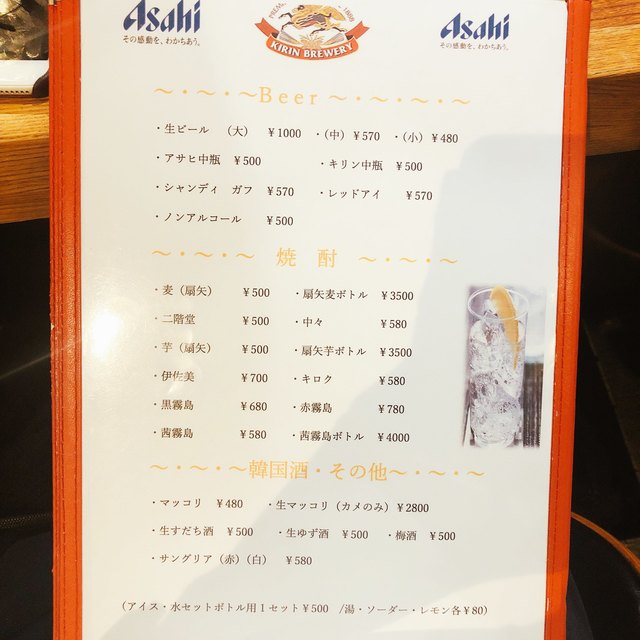 Asahi KIRIN BREWERY Asahi
その感動を、わかちあう。 その感動を、わかちあう。
～・～・～Beer～・～・～・～
・生ビール （大） ￥1000 ・（中）￥570 ・（小）￥480
・アサヒ中瓶 ￥500 ・キリン中瓶 ￥500
・シャンディ ガフ ￥570 ・レッドアイ ￥570
・ノンアルコール ￥500
～・～・～ 焼 酎 ～・～・～
・麦（扇矢） ￥500 ・扇矢麦ボトル ￥3500
・二階堂 ￥500 ・中々 ￥580
・芋（扇矢） ￥500 ・扇矢芋ボトル ￥3500
・伊佐美 ￥700 ・キロク ￥580
・黒霧島 ￥680 ・赤霧島 ￥780
・茜霧島 ￥580 ・茜霧島ボトル ￥4000
～・～・～韓国酒・その他～・～・～
・マッコリ ￥480 ・生マッコリ（カメのみ）￥2800
・生すだち酒 ￥500 ・生ゆず酒 ￥500 ・梅酒 ￥500
・サングリア（赤）（白） ￥580
（アイス・水セットボトル用１セット￥500 /湯・ソーダー・レモン各￥80）